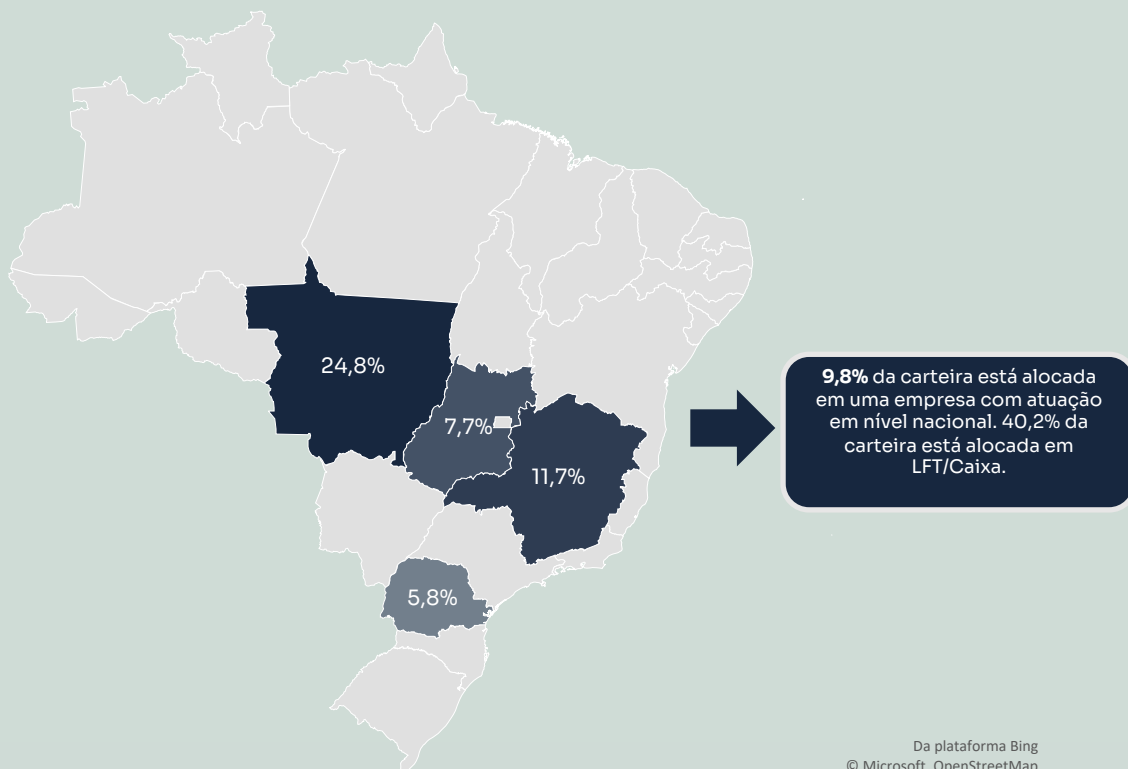 24,8%
7,7%
11,7%
5,8%
9,8% da carteira está alocada
em uma empresa com atuação
em nível nacional. 40,2% da
carteira está alocada em
LFT/Caixa.
Da plataforma Bing
© Microsoft, OpenStreetMap